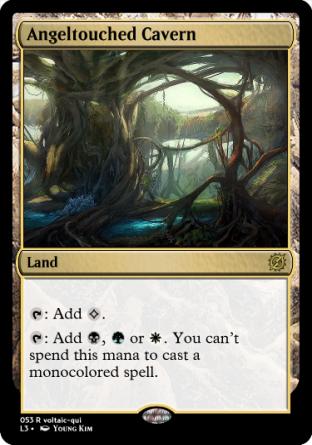 Angeltouched Cavern
Land
: Add .
: Add , or . You can't
spend this mana to cast a
monocolored spell.
053 R voltaic-qui
L3 • Young Kim